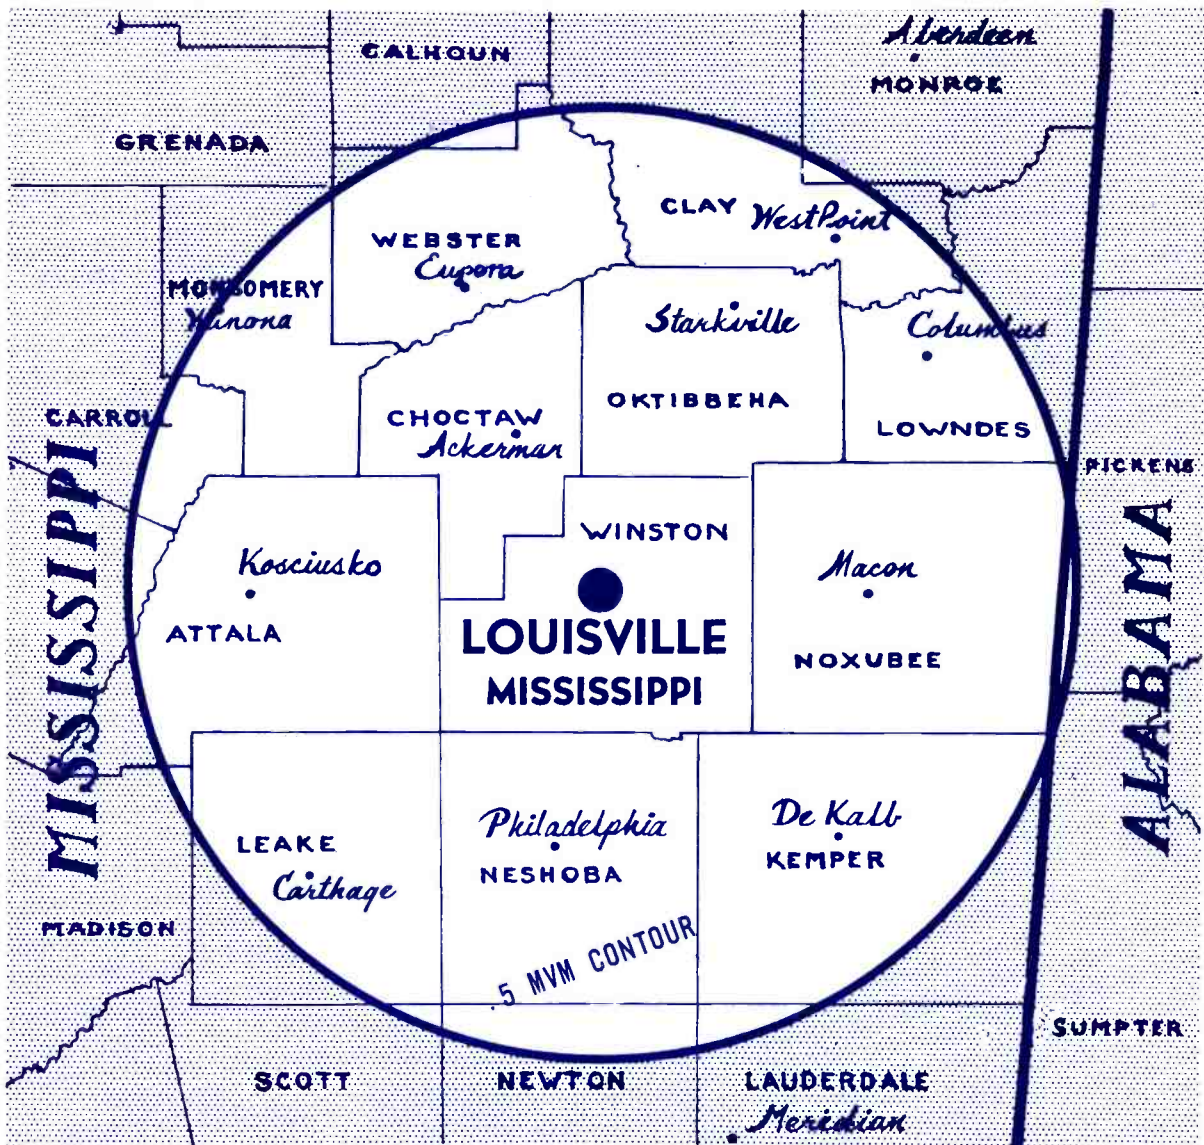 Aberdeen
CALHOUN
MONROE
GRENADA
CLAY
West Point
WEBSTER
Eupora
MONTGOMERY
Winona
Starkville
Columbus
CARROLL
CHOCTAW
OKTIBBEHA
Ackerman
LOWNDES
PICKENS
MISSISSIPPI
ALABAMA
WINSTON
Kosciusko
Macon
ATTALA
LOUISVILLE
MISSISSIPPI
NOXUBEE
Philadelphia
De Kalb
LEAKE
KEMPER
NESHOBA
Carthage
MADISON
.5 MVM CONTOUR
SUMPTER
SCOTT
NEWTON
LAUDERDALE
Meridian